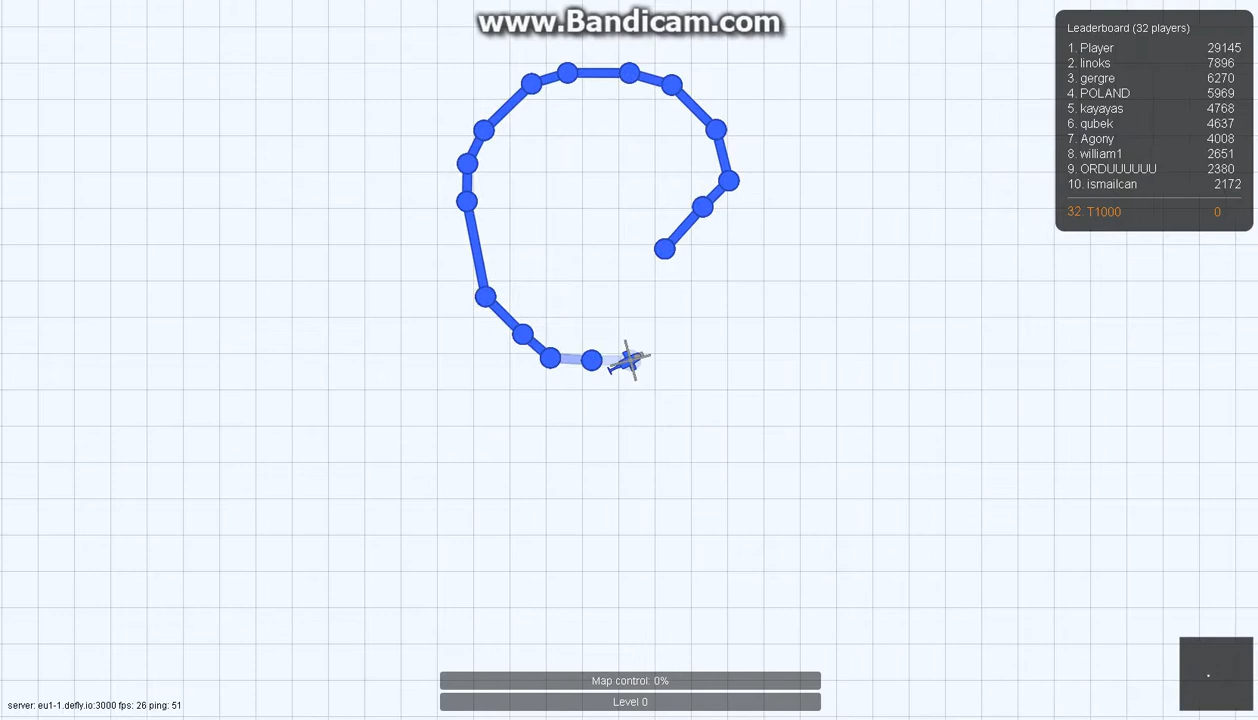 www.Bandicam.com
Leaderboard (32 players)
1. Player 29145
2. linoks 7896
3. gergre 6270
4. POLAND 5969
5. kayayas 4768
6. qubek 4637
7. Agony 4008
8. william1 2651
9. ORDUUUUUU 2380
10. ismailcan 2172
32. T1000 0
Map control: 0%
Level 0
server: eu1-1.defly.io:3000 fps: 26 ping: 51